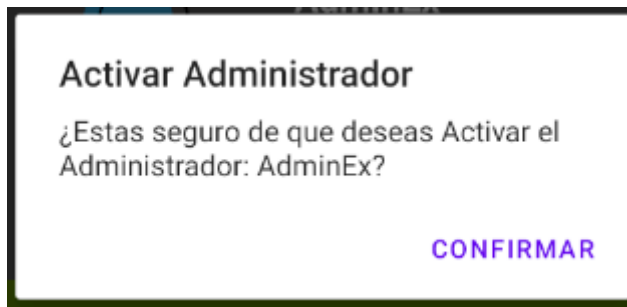 Activar Administrador
¿Estas seguro de que deseas Activar el
Administrador: AdminEx?
CONFIRMAR